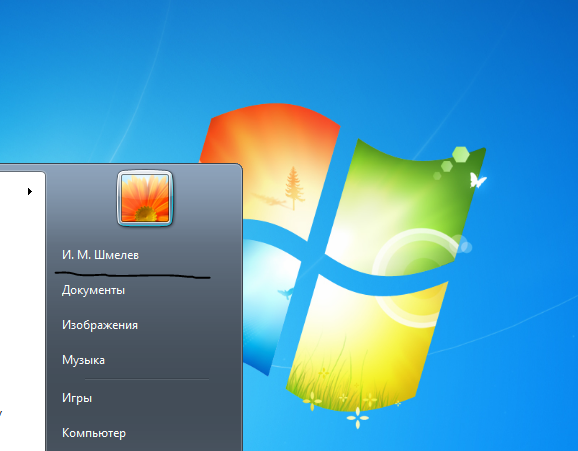 И. М. Шмелев
Документы
Изображения
Музыка
Игры
Компьютер